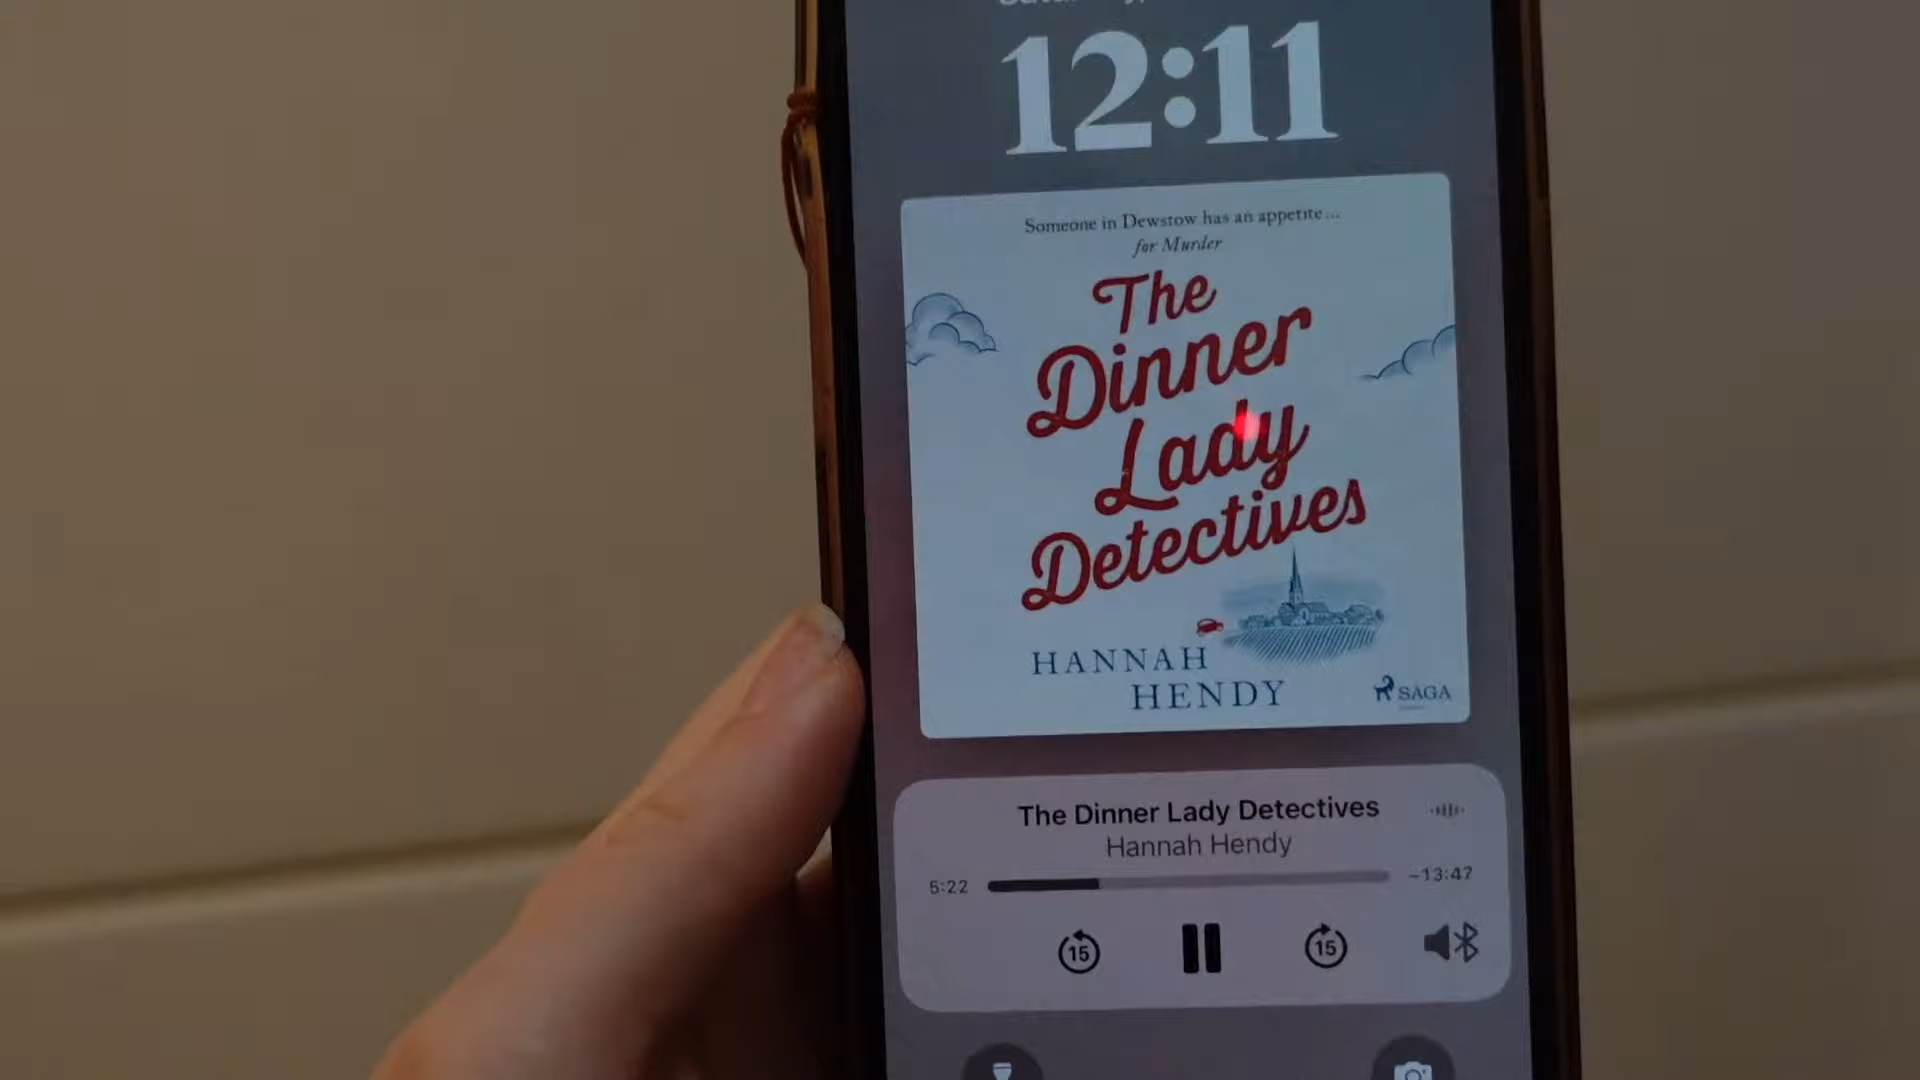 12:11
Someone in Dewstow has an appetite...
for Murder
The
Dinner
Lady
Detectives
HANNAH
HENDY
SAGA
The Dinner Lady Detectives
Hannah Hendy
5:22
-13:47
15
15